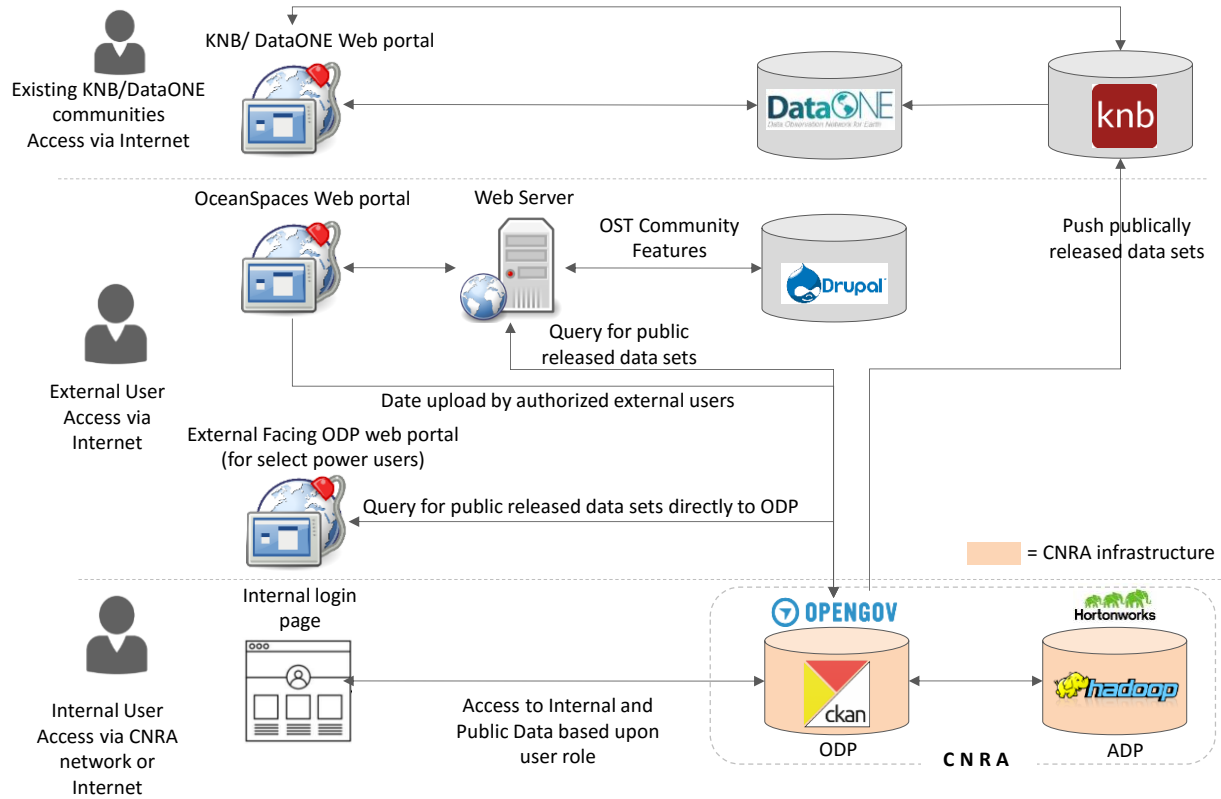 KNB/ DataONE Web portal
Existing KNB/DataONE
communities
Access via Internet
DataONE
Data Observation Network for Earth
knb
OceanSpaces Web portal
Web Server
OST Community
Features
Drupal
Push publically
released data sets
External User
Access via
Internet
Query for public
released data sets
Date upload by authorized external users
External Facing ODP web portal
(for select power users)
Query for public released data sets directly to ODP
= CNRA infrastructure
Internal login
page
OPENGOV
Hortonworks
ckan
hadoop
Internal User
Access via CNRA
network or
Internet
Access to Internal and
Public Data based upon
user role
ODP
ADP
C N R A